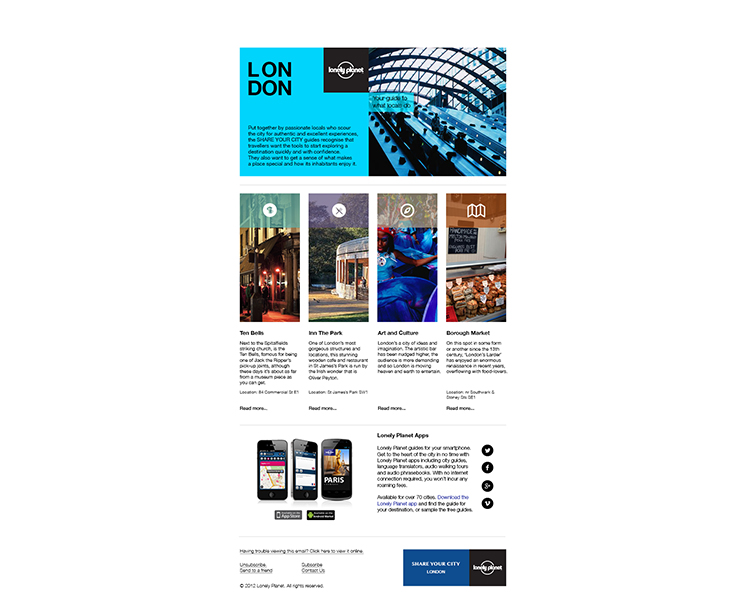 LON
DON
lonely planet
Your guide to
what locals do
Put together by passionate locals who scour
the city for authentic and excellent experiences,
the SHARE YOUR CITY guides recognise that
travellers want the tools to start exploring a
destination quickly and with confidence.
They also want to get a sense of what makes
a place special and how its inhabitants enjoy it.
Ten Bells
Next to the Spitalfields
striking church, is the
Ten Bells, famous for being
one of Jack the Ripper's
pick-up joints, although
these days it's about as far
from a museum piece as
you can get.
Location: 84 Commercial St E1
Read more...
Inn The Park
One of London's most
gorgeous structures and
locations, this stunning
wooden cafe and restaurant
in St James's Park is run by
the Irish wonder that is
Oliver Peyton.
Location: St James's Park SW1
Read more...
Art and Culture
London's a city of ideas and
imagination. The artistic bar
has been nudged higher, the
audience is more demanding
and so London is moving
heaven and earth to entertain.
Read more...
Borough Market
On this spot in some form
or another since the 13th
century, 'London's Larder'
has enjoyed an enormous
renaissance in recent years,
overflowing with food-lovers.
Location: nr Southwark &
Stoney Sts SE1
Read more...
PARIS
App Store
Android Market
Lonely Planet Apps
Lonely Planet guides for your smartphone.
Get to the heart of the city in no time with
Lonely Planet apps including city guides,
language translators, audio walking tours
and audio phrasebooks. With no internet
connection required, you won't incur any
roaming fees.
Available for over 70 cities. Download the
Lonely Planet app and find the guide for
your destination, or sample the free guides.
Having trouble viewing this email? Click here to view it online.
Unsubscribe
Subscribe
Send to a friend
Contact Us
© 2012 Lonely Planet. All rights reserved.
SHARE YOUR CITY
LONDON
lonely planet